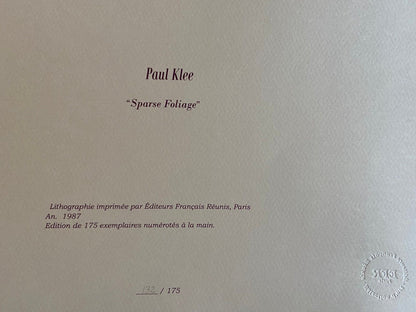 Paul Klee
"Sparse Foliage"
Lithographie imprimée par Éditeurs Français Réunis, Paris
An. 1987
Edition de 175 exemplaires numérotés à la main.
/ 175